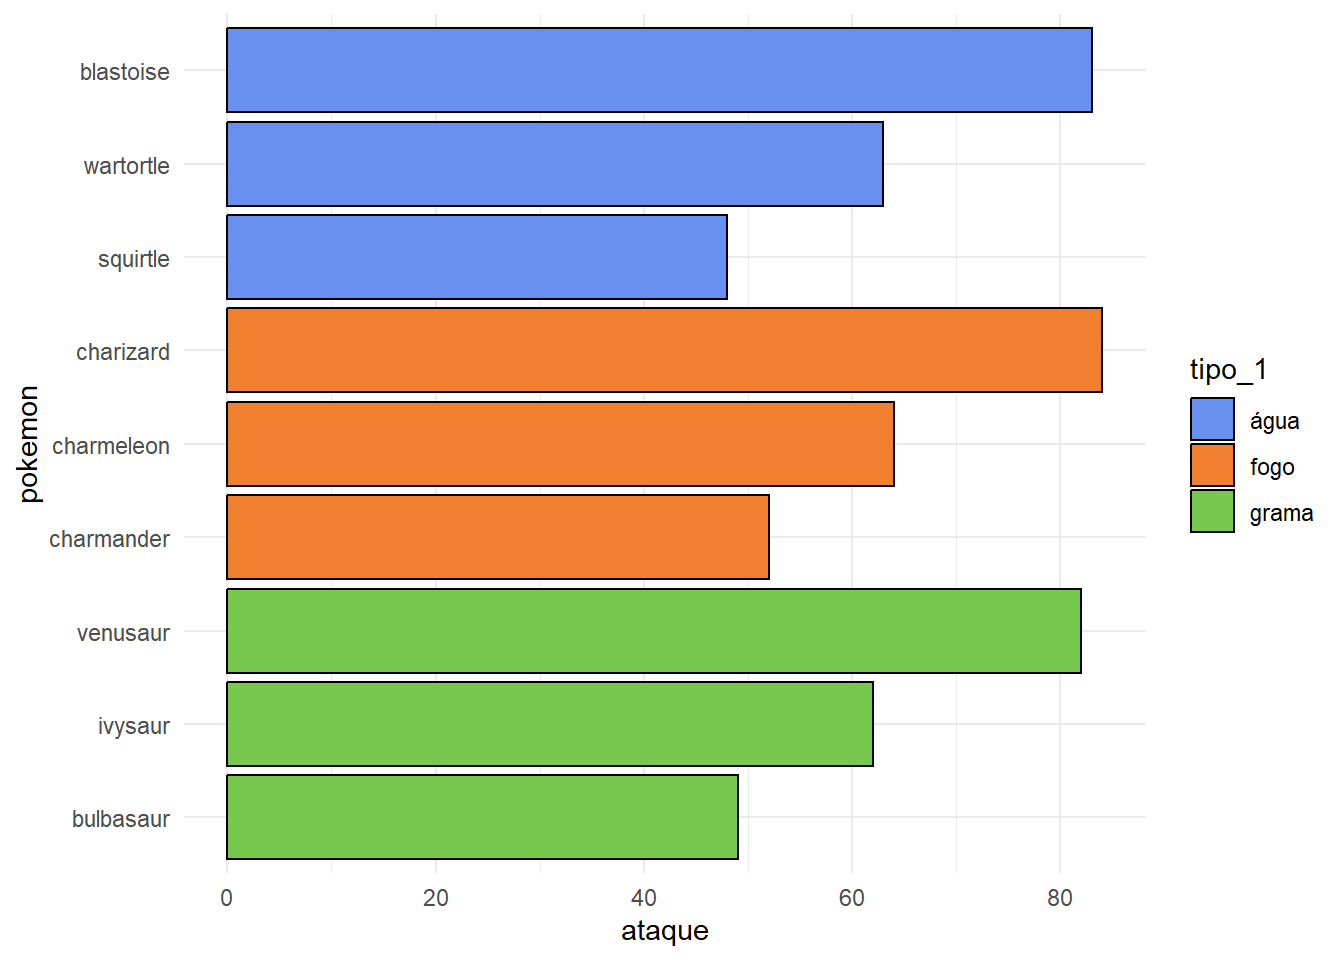 blastoise
wartortle
squirtle
charizard
charmeleon
charmander
venusaur
ivysaur
bulbasaur
pokemon
0 20 40 60 80
ataque
tipo_1
água
fogo
grama